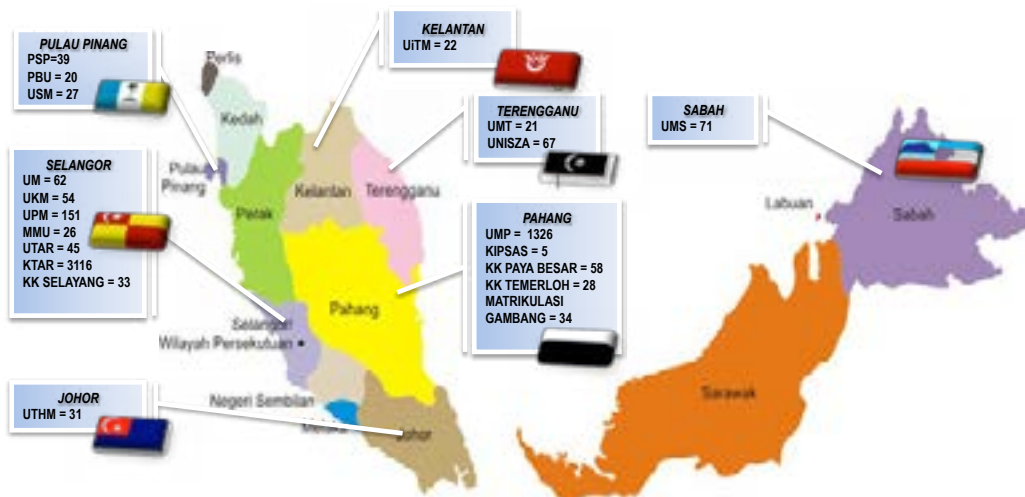 PULAU PINANG
PSP=39
PBU = 20
USM = 27
KELANTAN
UiTM = 22
TERENGGANU
UMT = 21
UNISZA = 67
SABAH
UMS = 71
SELANGOR
UM = 62
UKM = 54
UPM = 151
MMU = 26
UTAR = 45
KTAR = 3116
KK SELAYANG = 33
PAHANG
UMP = 1326
KIPSAS = 5
KK PAYA BESAR = 58
KK TEMERLOH = 28
MATRIKULASI
GAMBANG = 34
JOHOR
UTHM = 31
Perlis
Kedah
Pulau
Pinang
Perak
Kelantan
Terengganu
Pahang
Selangor
Wilayah Persekutuan
Negeri Sembilan
Melaka
Johor
Labuan
Sabah
Sarawak